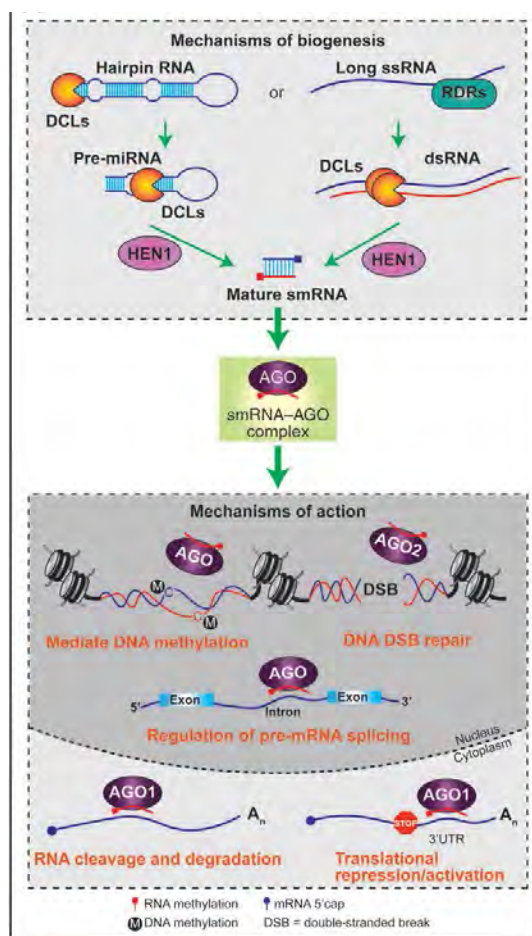 Mechanisms of biogenesis
Hairpin RNA
or
Long ssRNA
RDRs
DCLs
Pre-miRNA
DCLs
DCLs
dsRNA
HEN1
HEN1
Mature smRNA
AGO
smRNA–AGO
complex
Mechanisms of action
AGO
AGO2
M
C
DSB
C
M
Mediate DNA methylation
DNA DSB repair
AGO
5'
Exon
Intron
Exon
3'
Regulation of pre-mRNA splicing
Nucleus
Cytoplasm
AGO1
An
AGO1
An
STOP
3'UTR
RNA cleavage and degradation
Translational
repression/activation
RNA methylation
mRNA 5'cap
M DNA methylation
DSB = double-stranded break